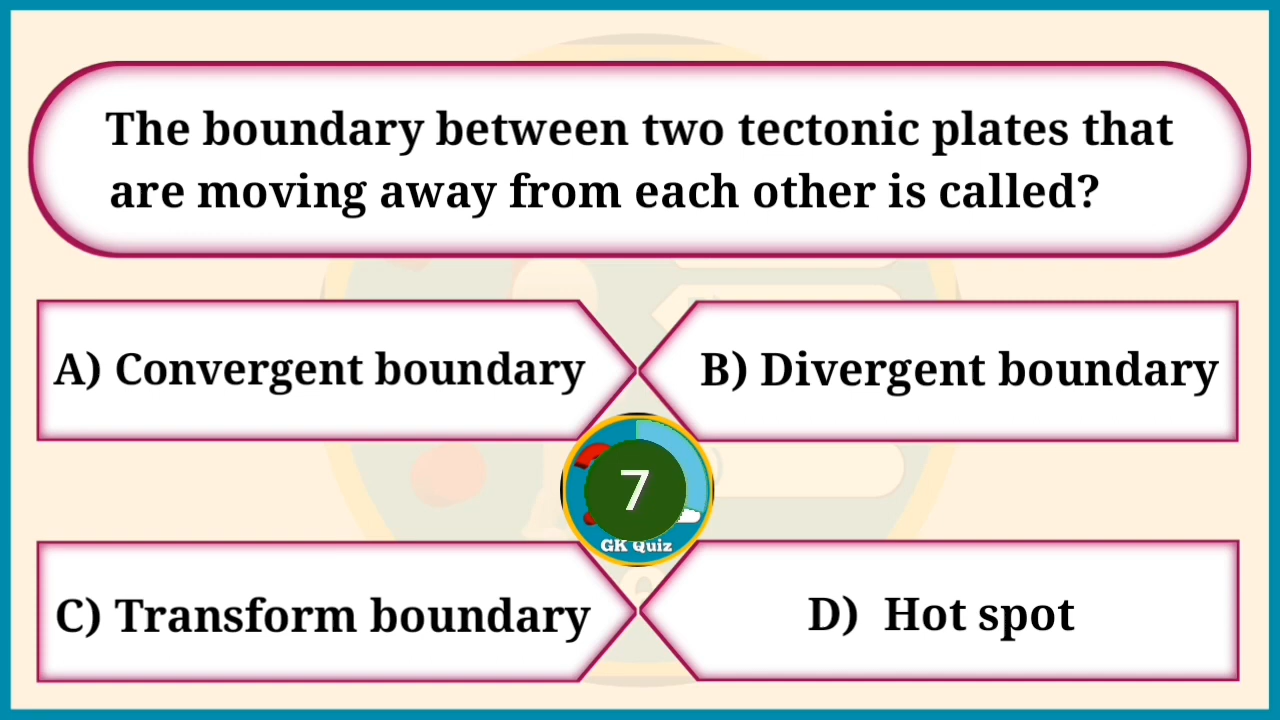 The boundary between two tectonic plates that
are moving away from each other is called?
A) Convergent boundary
B) Divergent boundary
7
GK Quiz
C) Transform boundary
D) Hot spot